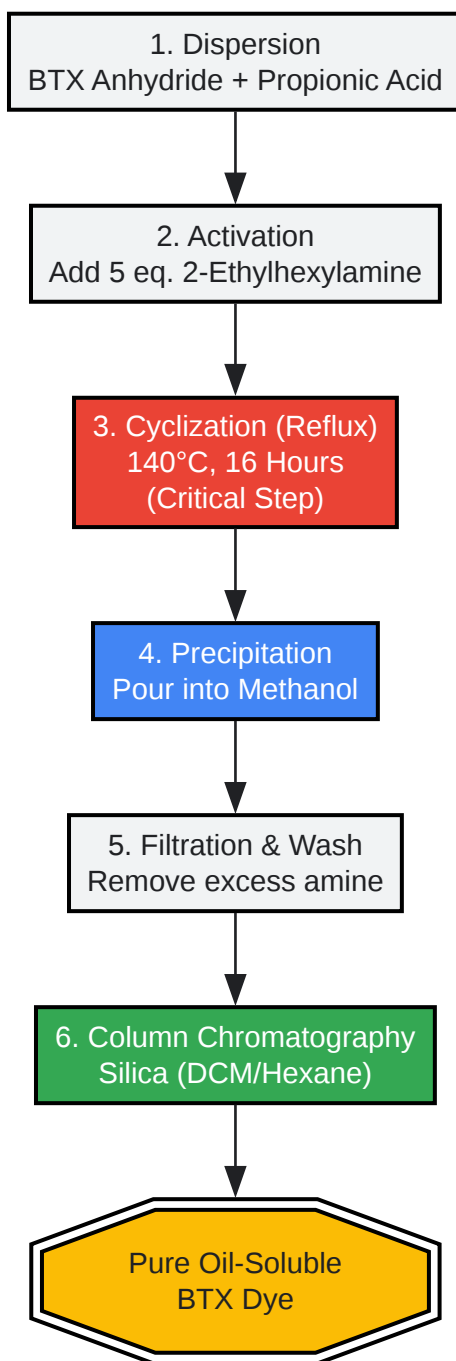 1. Dispersion
BTX Anhydride + Propionic Acid
2. Activation
Add 5 eq. 2-Ethylhexylamine
3. Cyclization (Reflux)
140°C, 16 Hours
(Critical Step)
4. Precipitation
Pour into Methanol
5. Filtration & Wash
Remove excess amine
6. Column Chromatography
Silica (DCM/Hexane)
Pure Oil-Soluble
BTX Dye